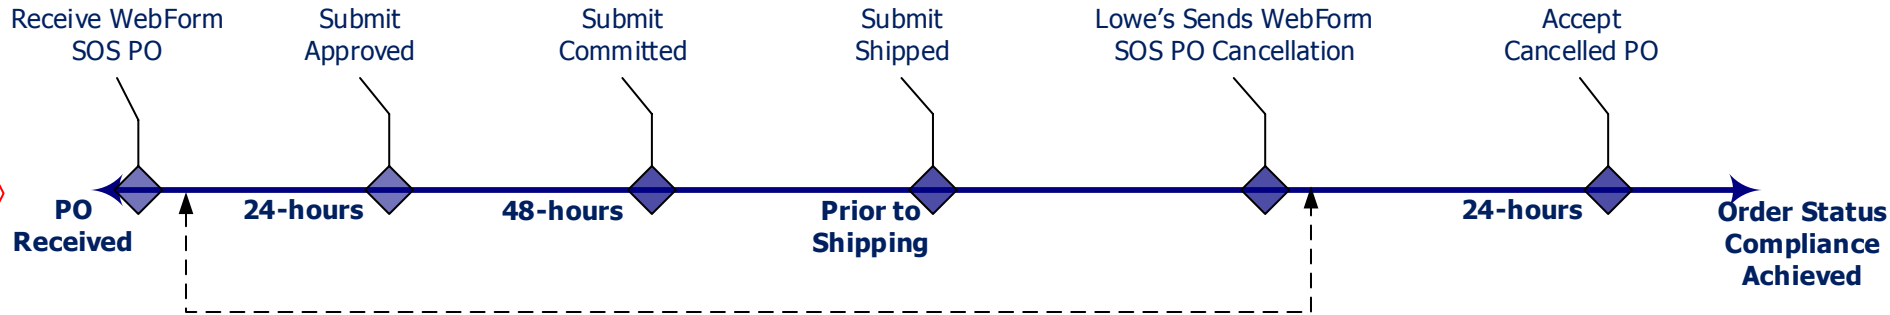 Receive WebForm
SOS PO
Submit
Approved
Submit
Committed
Submit
Shipped
Lowe's Sends WebForm
SOS PO Cancellation
Accept
Cancelled PO
PO
Received
24-hours
48-hours
Prior to
Shipping
24-hours
Order Status
Compliance
Achieved